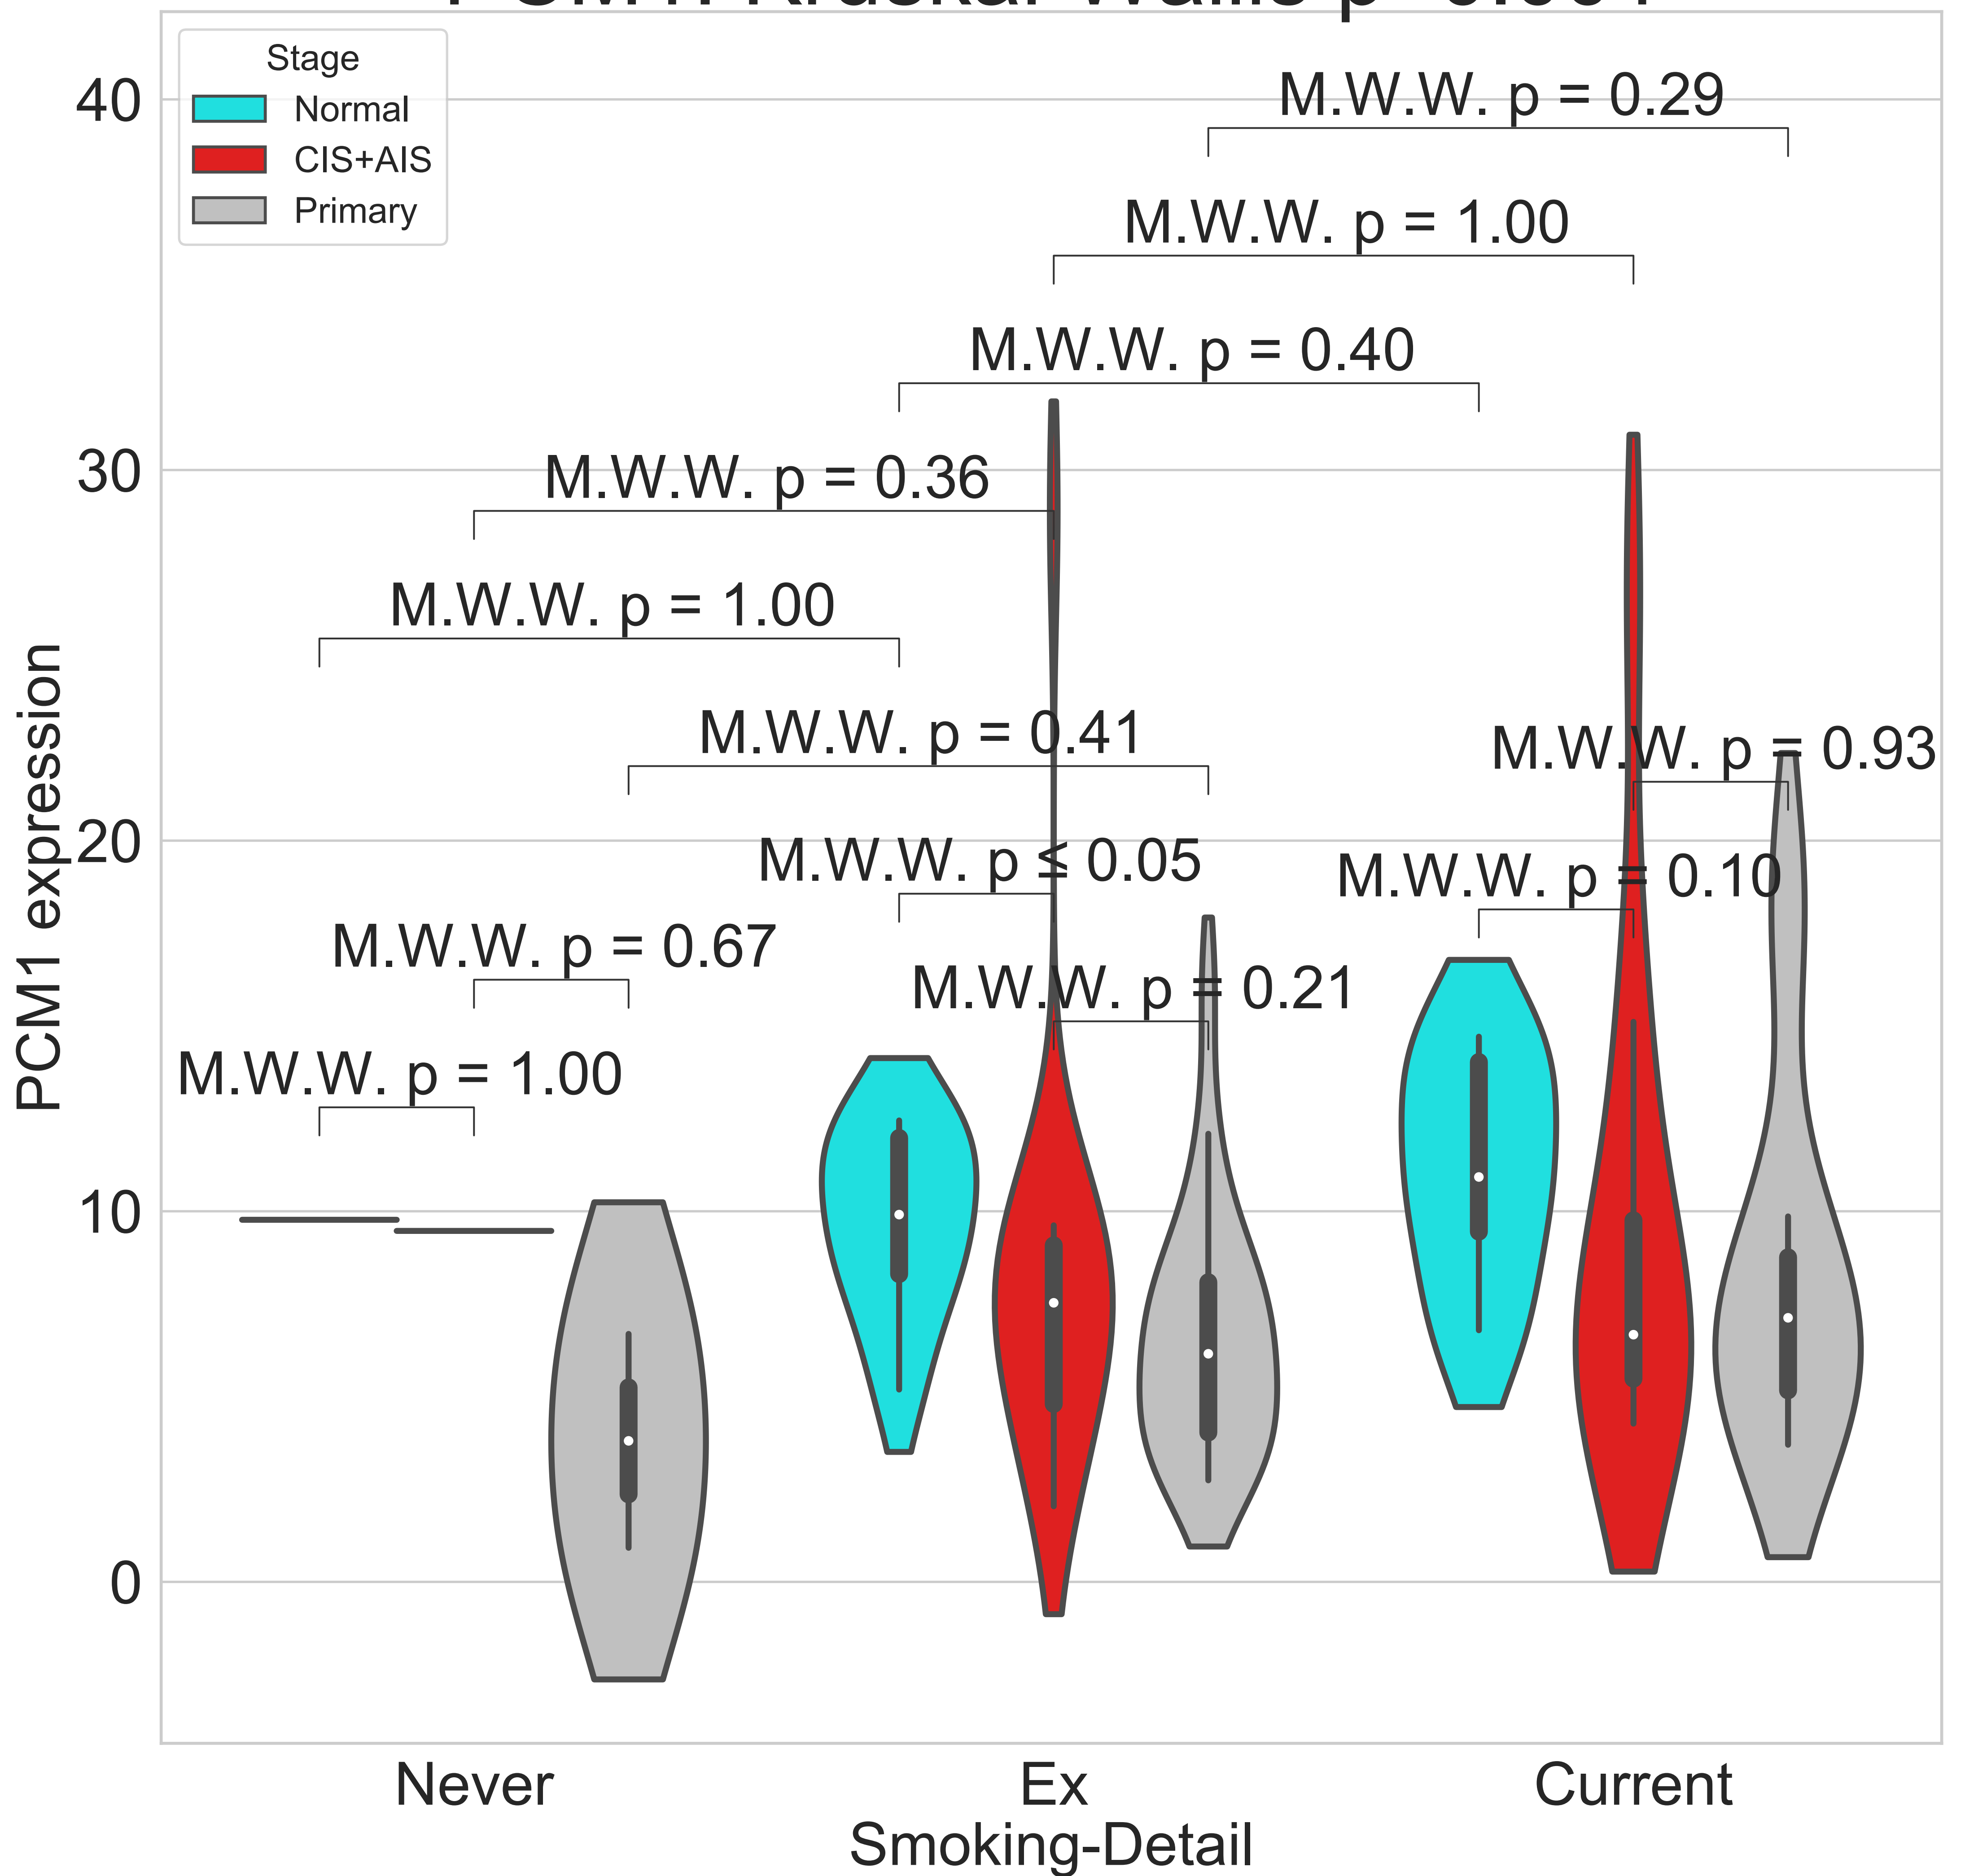 Stage
Normal
CIS+AIS
Primary
M.W.W. p = 0.29
M.W.W. p = 1.00
M.W.W. p = 0.40
M.W.W. p = 0.36
M.W.W. p = 1.00
M.W.W. p = 0.41
M.W.W. p = 0.93
M.W.W. p ≤ 0.05
M.W.W. p = 0.10
M.W.W. p = 0.67
M.W.W. p = 0.21
M.W.W. p = 1.00
40
30
20
10
0
PCM1 expression
Never
Ex
Current
Smoking-Detail